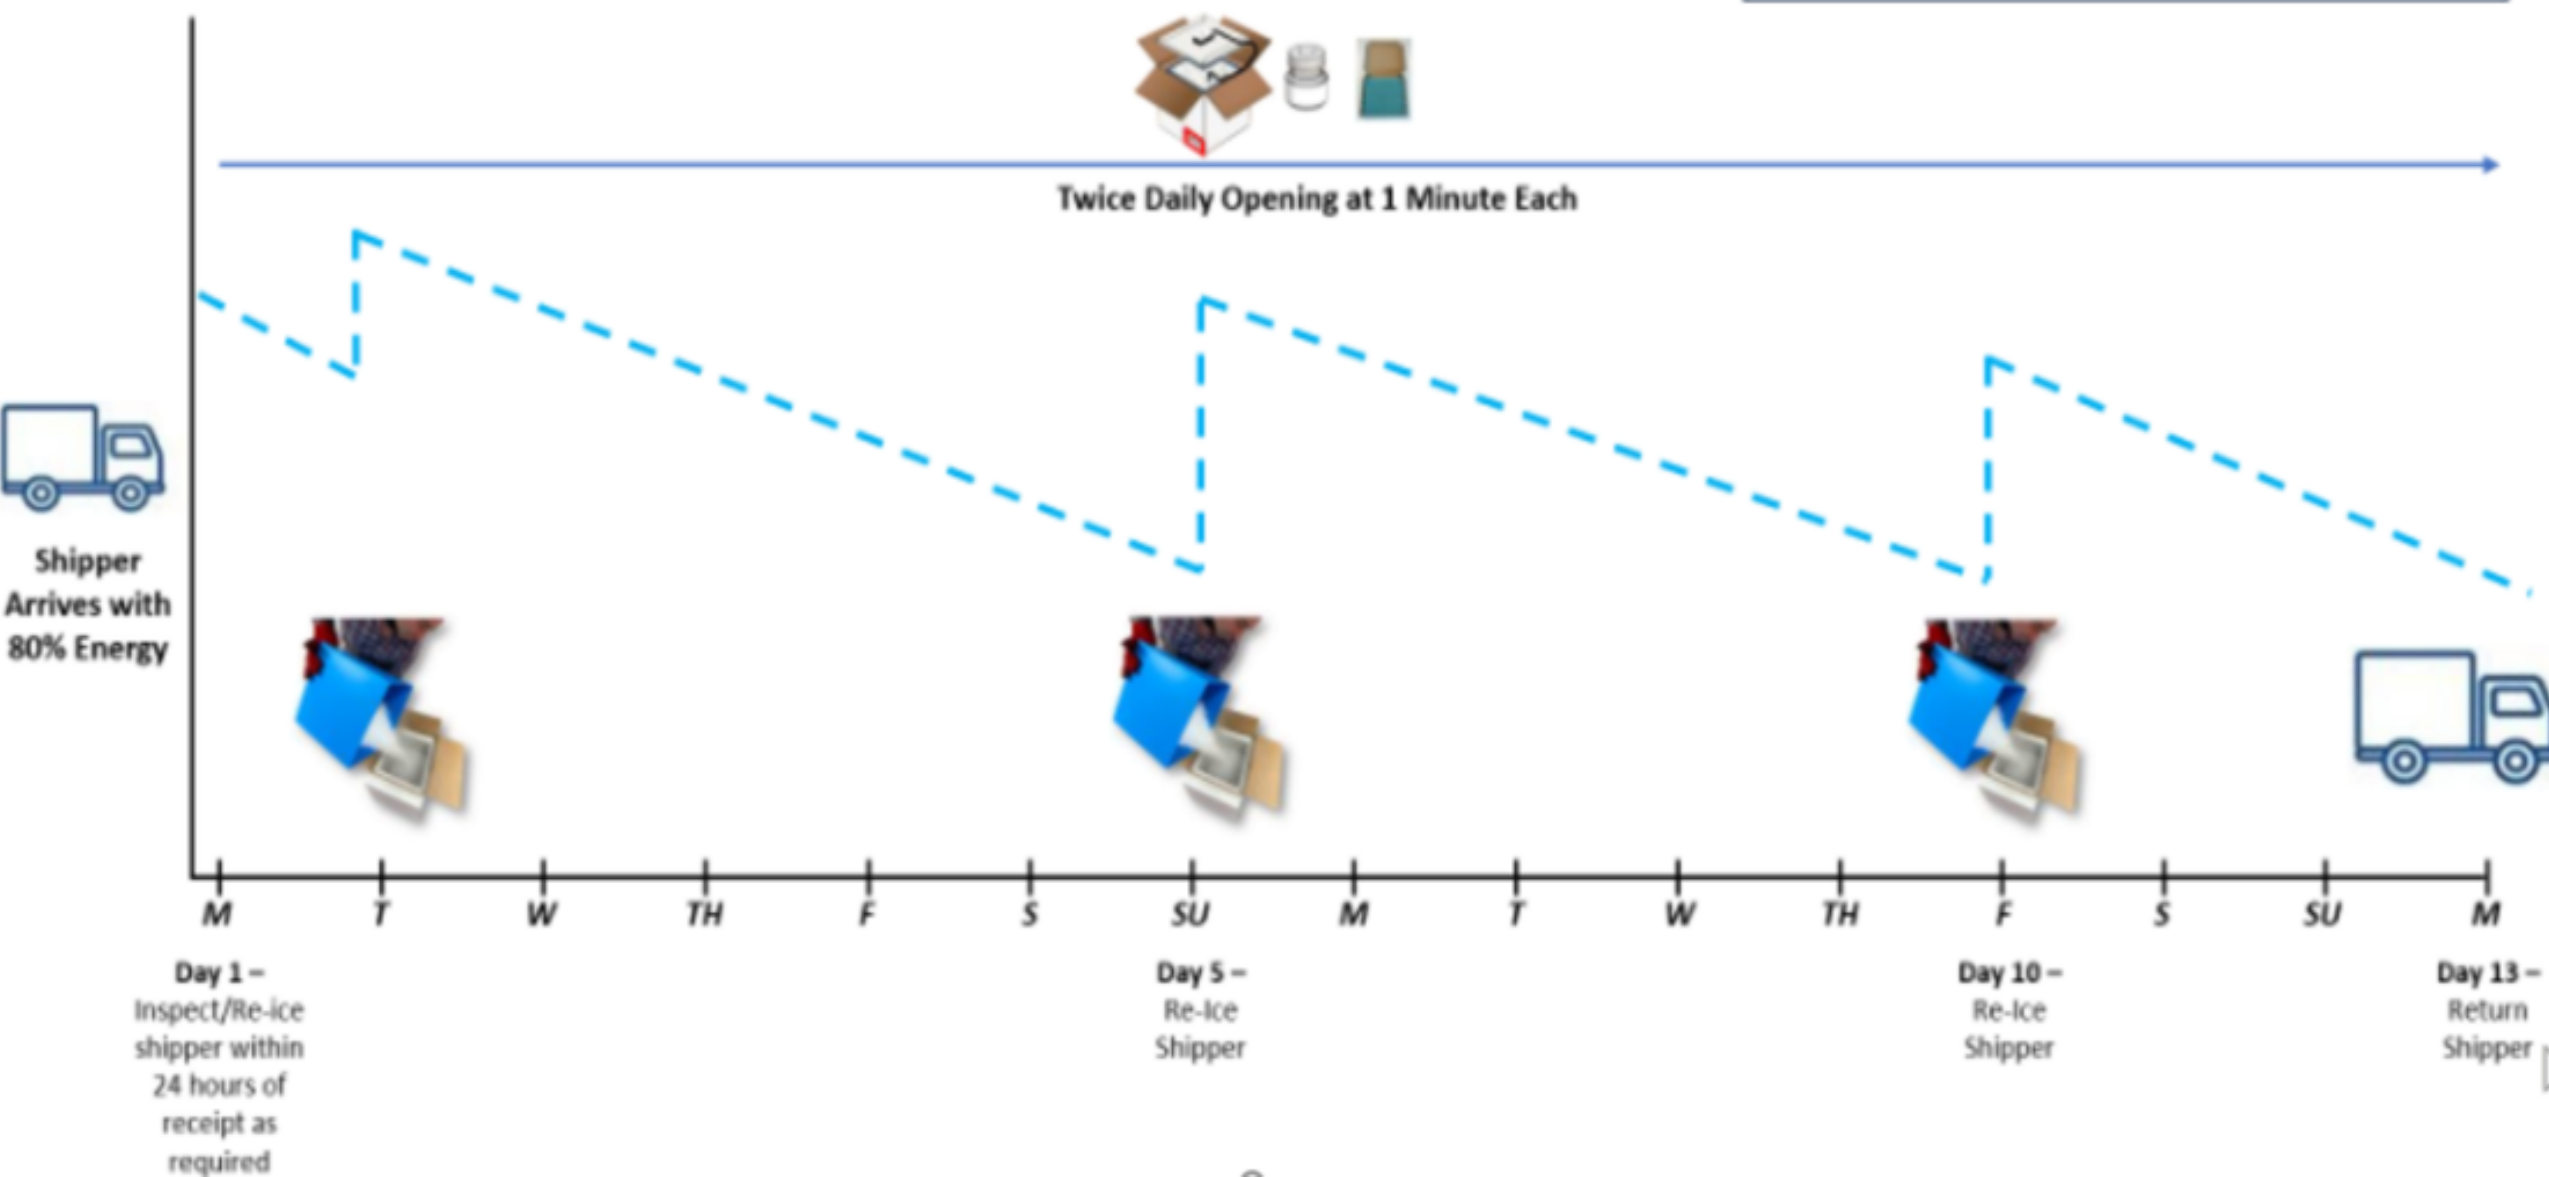 Twice Daily Opening at 1 Minute Each
Shipper
Arrives with
80% Energy
M T W TH F S SU M T W TH F S SU M
Day 1 –
Inspect/Re-ice
shipper within
24 hours of
receipt as
required
Day 5 –
Re-Ice
Shipper
Day 10 –
Re-Ice
Shipper
Day 13 –
Return
Shipper